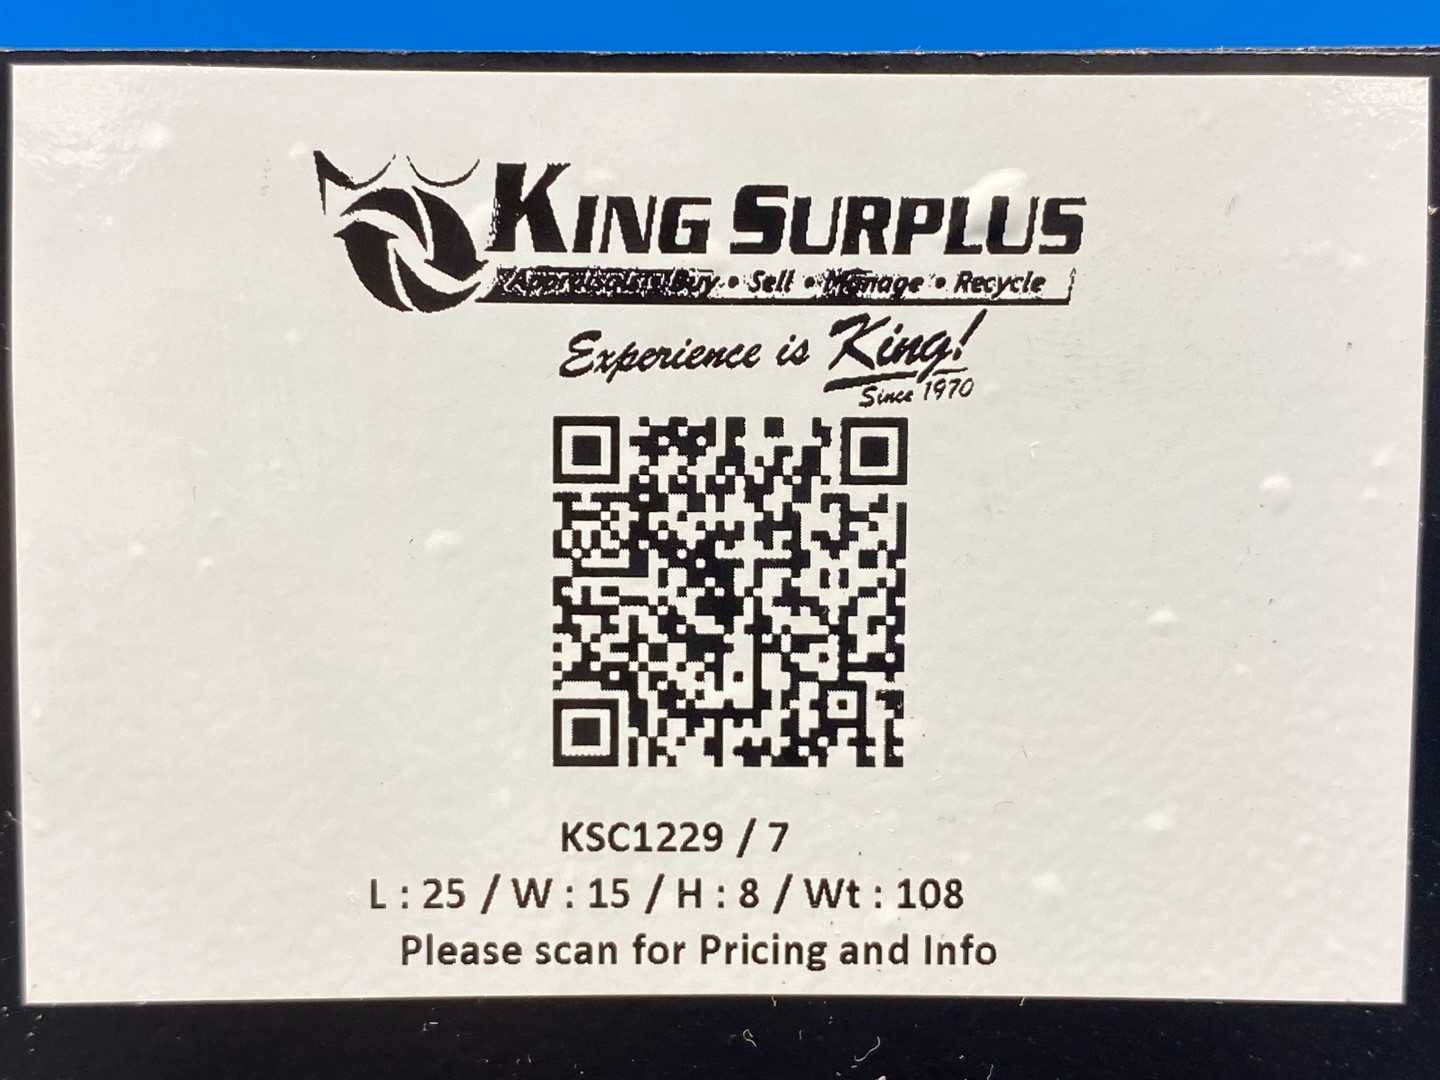 KING SURPLUS
Appraisals • Buy • Sell • Manage • Recycle
Experience is King!
Since 1970
KSC1229 / 7
L : 25 / W : 15 / H : 8 / Wt : 108
Please scan for Pricing and Info